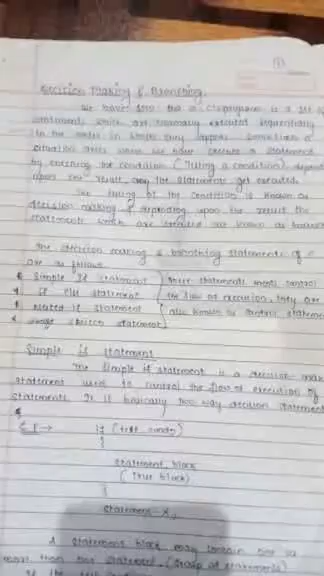 (1)
Decision Making & Branching.
We have seen that a C program is a set of
statements which are normally executed sequentially
in the order in which they appear. Sometimes a
situation arise where we have execute a statement
by checking the condition (Testing a condition) depend
upon the result only the statements get executed.
The testing of the condition is known as
decision making & depending upon the result the
statements which are executed is known as
The decision making & branching statements of C
are as follows
Simple If statement
These statements control
If else statement
the flow of execution, they are
Nested if statement
also known as control statement
switch statement
Simple if statement
The simple if statement is a decision making
statement used to control the flow of execution of
statements. It is basically two way decision statement
if (test condn)
{
statement block
(True block)
}
statement x;
A statement block may contain one or
more than one statement. (Group of statements)
If the test